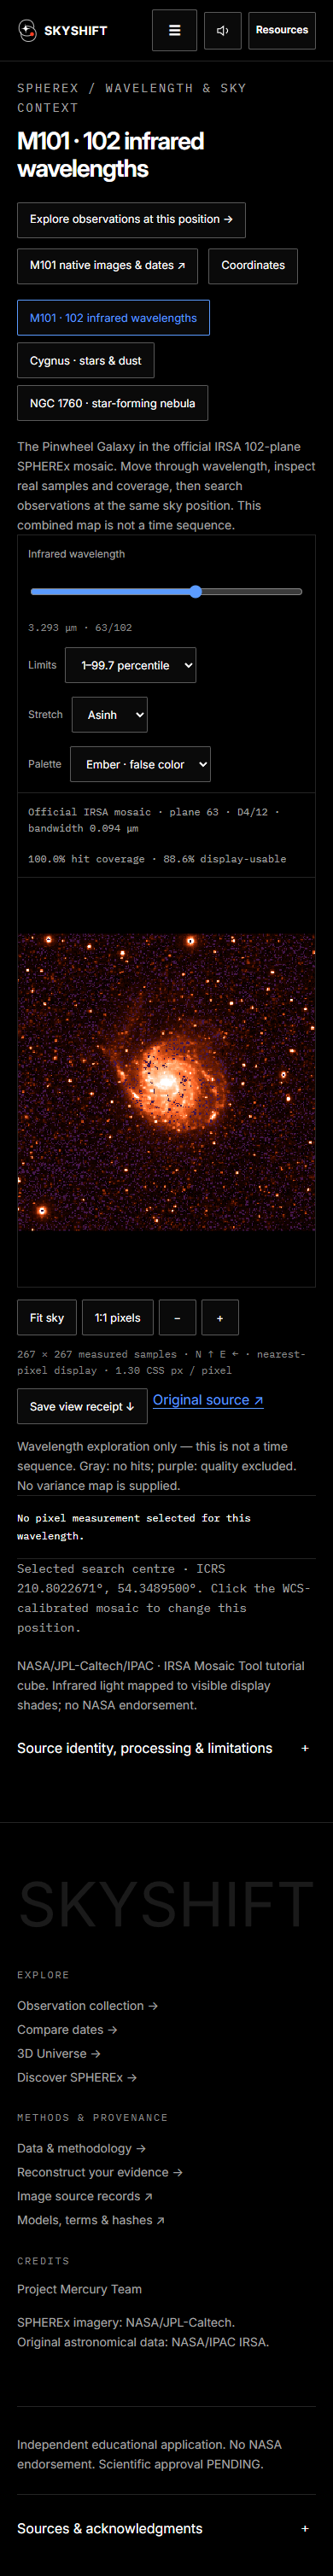 SKYSHIFT
☰
Resources
SPHEREX / WAVELENGTH & SKY
CONTEXT
M101 · 102 infrared
wavelengths
Explore observations at this position →
M101 native images & dates ↗
Coordinates
M101 · 102 infrared wavelengths
Cygnus · stars & dust
NGC 1760 · star-forming nebula
The Pinwheel Galaxy in the official IRSA 102-plane
SPHEREx mosaic. Move through wavelength, inspect
real samples and coverage, then search
observations at the same sky position. This
combined map is not a time sequence.
Infrared wavelength
3.293 µm · 63/102
Limits 1–99.7 percentile
Stretch Asinh
Palette Ember · false color
Official IRSA mosaic · plane 63 · D4/12 ·
bandwidth 0.094 µm
100.0% hit coverage · 88.6% display-usable
Fit sky 1:1 pixels − +
267 × 267 measured samples · N ↑ E ← · nearest-
pixel display · 1.30 CSS px / pixel
Save view receipt ↓ Original source ↗
Wavelength exploration only — this is not a time
sequence. Gray: no hits; purple: quality excluded.
No variance map is supplied.
No pixel measurement selected for this
wavelength.
Selected search centre · ICRS
210.8022671°, 54.3489500°. Click the WCS-
calibrated mosaic to change this
position.
NASA/JPL-Caltech/IPAC · IRSA Mosaic Tool tutorial
cube. Infrared light mapped to visible display
shades; no NASA endorsement.
Source identity, processing & limitations +
SKYSHIFT
EXPLORE
Observation collection →
Compare dates →
3D Universe →
Discover SPHEREx →
METHODS & PROVENANCE
Data & methodology →
Reconstruct your evidence →
Image source records ↗
Models, terms & hashes ↗
CREDITS
Project Mercury Team
SPHEREx imagery: NASA/JPL-Caltech.
Original astronomical data: NASA/IPAC IRSA.
Independent educational application. No NASA
endorsement. Scientific approval PENDING.
Sources & acknowledgments +